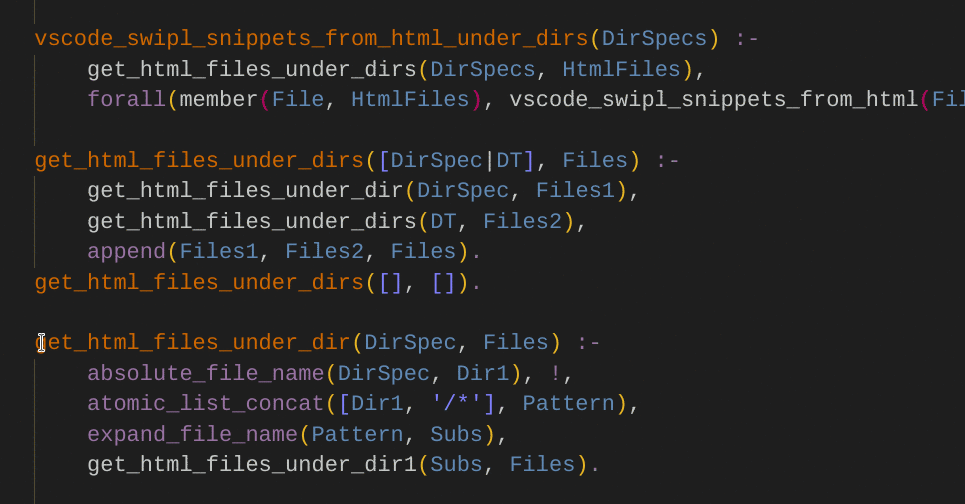 vscode_swipl_snippets_from_html_under_dirs(DirSpecs) :-
    get_html_files_under_dirs(DirSpecs, HtmlFiles),
    forall(member(File, HtmlFiles), vscode_swipl_snippets_from_html(Fil
get_html_files_under_dirs([DirSpec|DT], Files) :-
    get_html_files_under_dir(DirSpec, Files1),
    get_html_files_under_dirs(DT, Files2),
    append(Files1, Files2, Files).
get_html_files_under_dirs([], []).
get_html_files_under_dir(DirSpec, Files) :-
    absolute_file_name(DirSpec, Dir1), !,
    atomic_list_concat([Dir1, '/*'], Pattern),
    expand_file_name(Pattern, Subs),
    get_html_files_under_dir1(Subs, Files).